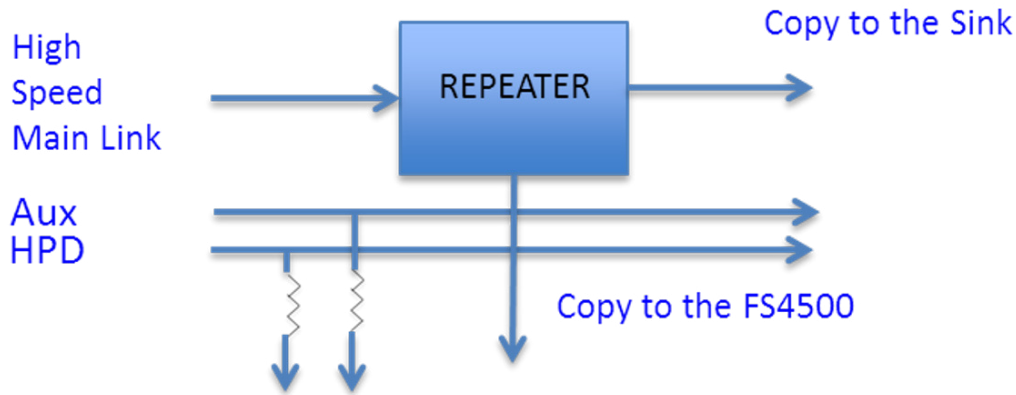 High
Speed
Main Link
REPEATER
Copy to the Sink
Aux
HPD
Copy to the FS4500